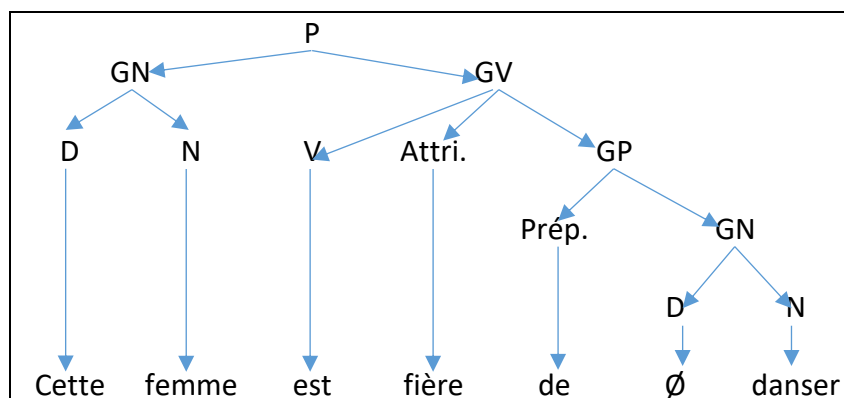 P
GN GV
D N V Attri. GP
Prép. GN
D N
Cette femme est fière de Ø danser